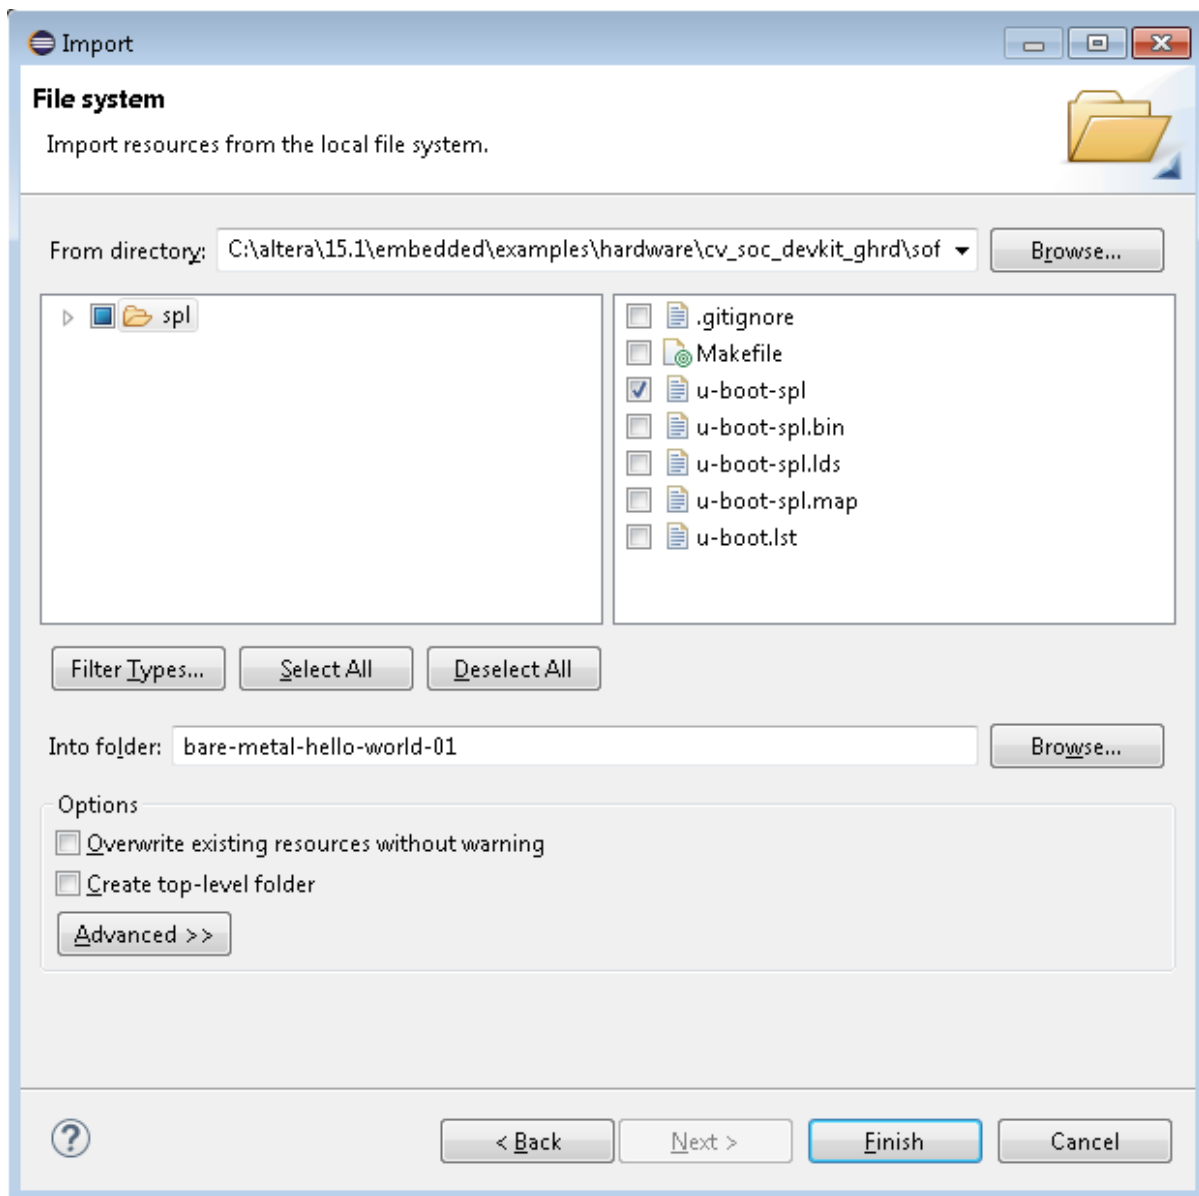 Import
File system
Import resources from the local file system.
From directory: C:\altera\15.1\embedded\examples\hardware\cv_soc_devkit_ghrd\sof Browse...
spl
.gitignore
Makefile
u-boot-spl
u-boot-spl.bin
u-boot-spl.lds
u-boot-spl.map
u-boot.lst
Filter Types... Select All Deselect All
Into folder: bare-metal-hello-world-01 Browse...
Options
Overwrite existing resources without warning
Create top-level folder
Advanced >>
? < Back Next > Finish Cancel